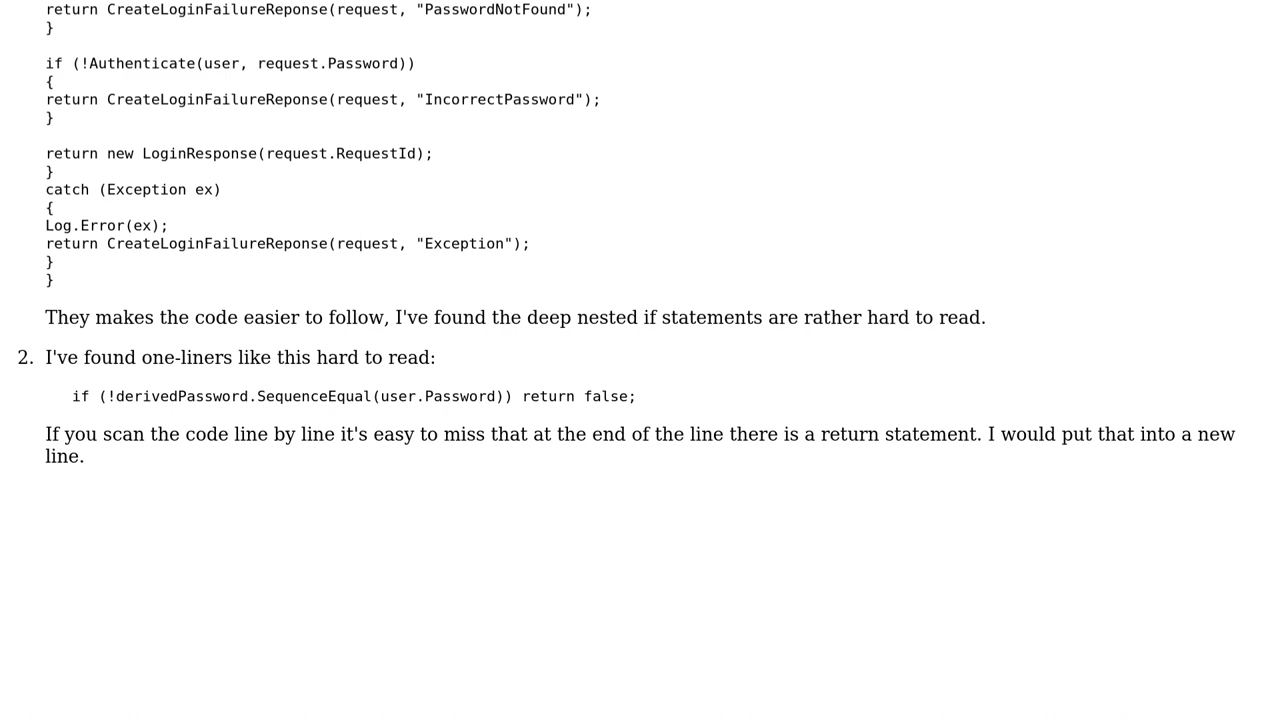 return CreateLoginFailureReponse(request, "PasswordNotFound");
}
if (!Authenticate(user, request.Password))
{
return CreateLoginFailureReponse(request, "IncorrectPassword");
}
return new LoginResponse(request.RequestId);
}
catch (Exception ex)
{
Log.Error(ex);
return CreateLoginFailureReponse(request, "Exception");
}
}
They makes the code easier to follow, I've found the deep nested if statements are rather hard to read.
2. I've found one-liners like this hard to read:
if (!derivedPassword.SequenceEqual(user.Password)) return false;
If you scan the code line by line it's easy to miss that at the end of the line there is a return statement. I would put that into a new
line.